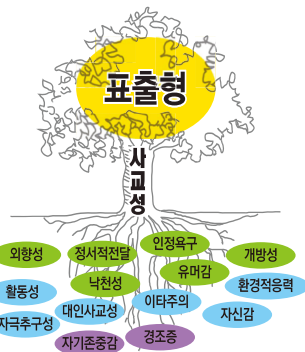 표출형
사교성
외향성 정서적전달 인정욕구 개방성
낙천성 유머감
활동성 환경적응력
대인사교성 이타주의
자극추구성 자신감
자기존중감 경조증